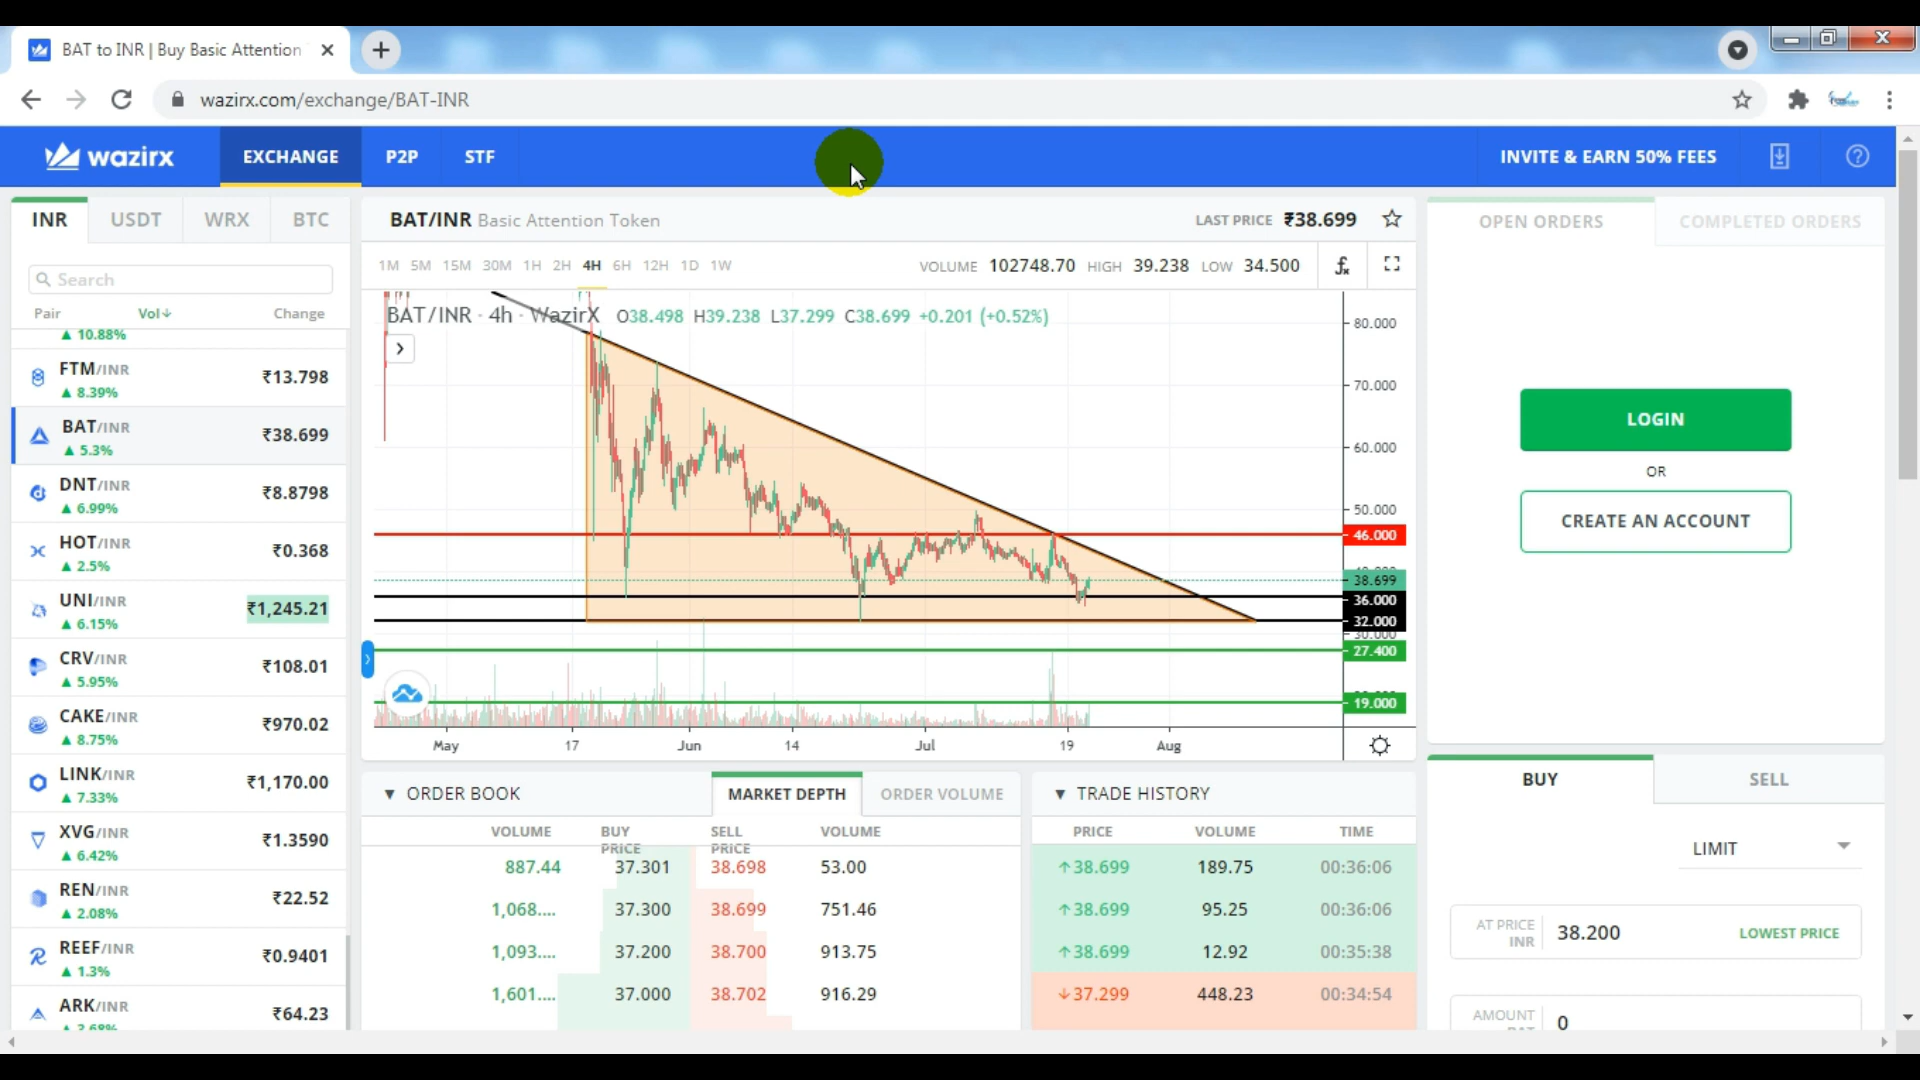 BAT to INR | Buy Basic Attention
wazirx.com/exchange/BAT-INR
wazirx EXCHANGE P2P STF INVITE & EARN 50% FEES
INR USDT WRX BTC
Search
Pair Vol↓ Change
▲ 10.88%
FTM/INR ₹13.798
▲ 8.39%
BAT/INR ₹38.699
▲ 5.3%
DNT/INR ₹8.8798
▲ 6.99%
HOT/INR ₹0.368
▲ 2.5%
UNI/INR ₹1,245.21
▲ 6.15%
CRV/INR ₹108.01
▲ 5.95%
CAKE/INR ₹970.02
▲ 8.75%
LINK/INR ₹1,170.00
▲ 7.33%
XVG/INR ₹1.3590
▲ 6.42%
REN/INR ₹22.52
▲ 2.08%
REEF/INR ₹0.9401
▲ 1.3%
ARK/INR ₹64.23
BAT/INR Basic Attention Token LAST PRICE ₹38.699
1M 5M 15M 30M 1H 2H 4H 6H 12H 1D 1W VOLUME 102748.70 HIGH 39.238 LOW 34.500
BAT/INR · 4h · WazirX O38.498 H39.238 L37.299 C38.699 +0.201 (+0.52%)
80.000
70.000
60.000
50.000
46.000
38.699
36.000
32.000
30.000
27.400
19.000
May 17 Jun 14 Jul 19 Aug
▼ ORDER BOOK MARKET DEPTH ORDER VOLUME
VOLUME BUY PRICE SELL PRICE VOLUME
887.44 37.301 38.698 53.00
1,068.... 37.300 38.699 751.46
1,093.... 37.200 38.700 913.75
1,601.... 37.000 38.702 916.29
▼ TRADE HISTORY
PRICE VOLUME TIME
↑38.699 189.75 00:36:06
↑38.699 95.25 00:36:06
↑38.699 12.92 00:35:38
↓37.299 448.23 00:34:54
OPEN ORDERS COMPLETED ORDERS
LOGIN
OR
CREATE AN ACCOUNT
BUY SELL
LIMIT
AT PRICE INR 38.200 LOWEST PRICE
AMOUNT 0